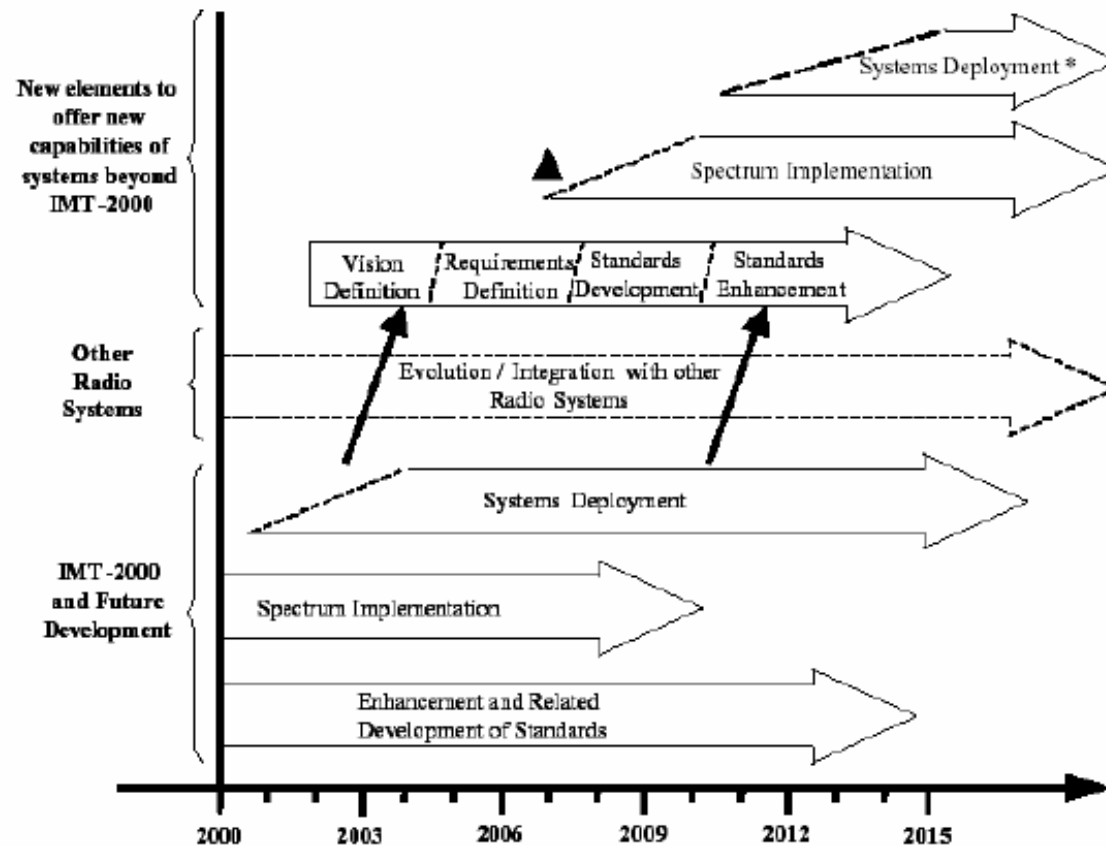 New elements to
offer new
capabilities of
systems beyond
IMT-2000
Systems Deployment *
Spectrum Implementation
Vision
Definition
Requirements
Definition
Standards
Development
Standards
Enhancement
Other
Radio
Systems
Evolution / Integration with other
Radio Systems
IMT-2000
and Future
Development
Systems Deployment
Spectrum Implementation
Enhancement and Related
Development of Standards
2000 2003 2006 2009 2012 2015